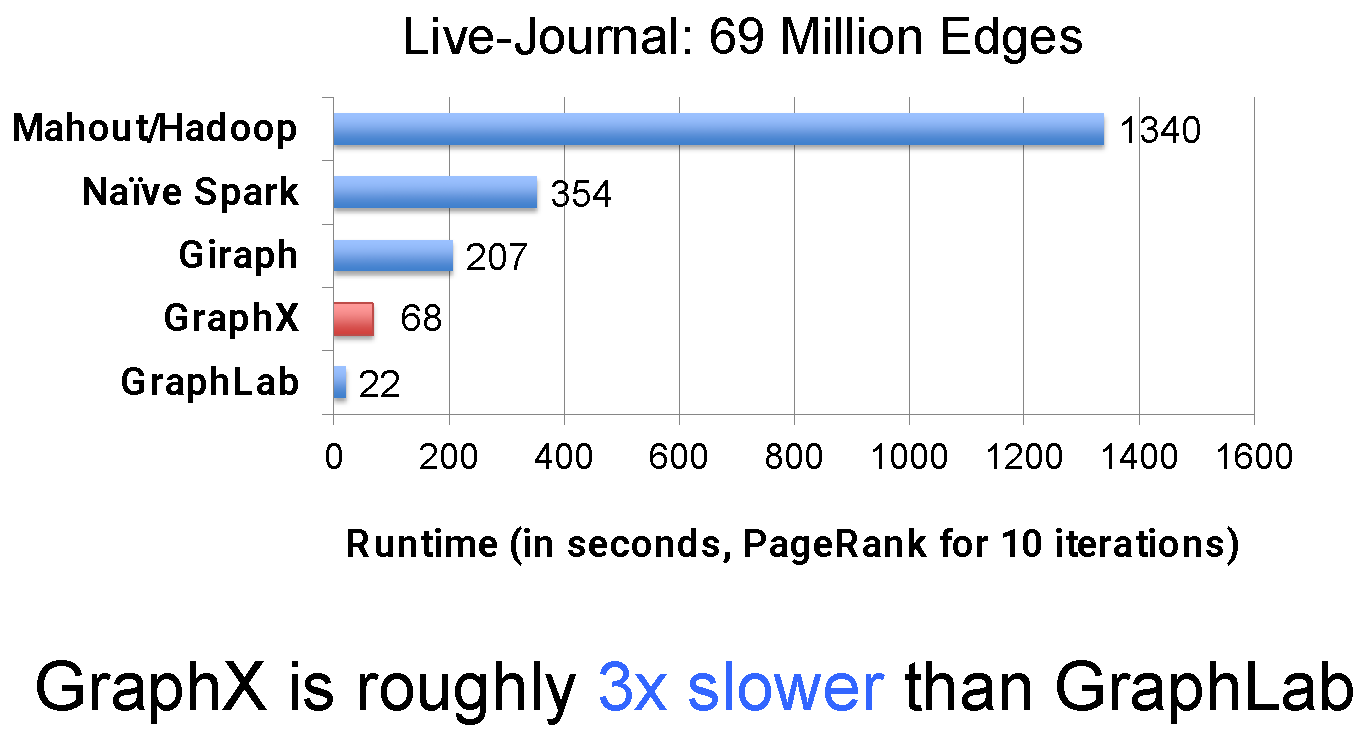 Live-Journal: 69 Million Edges
Mahout/Hadoop 1340
Naïve Spark 354
Giraph 207
GraphX 68
GraphLab 22
0 200 400 600 800 1000 1200 1400 1600
Runtime (in seconds, PageRank for 10 iterations)
GraphX is roughly 3x slower than GraphLab